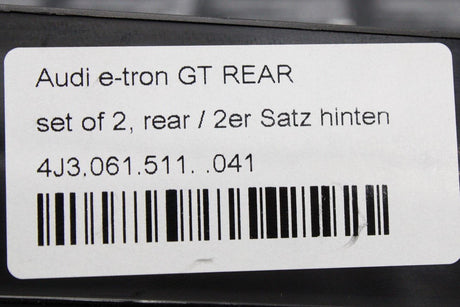 Audi e-tron GT REAR
set of 2, rear / 2er Satz hinten
4J3.061.511. .041